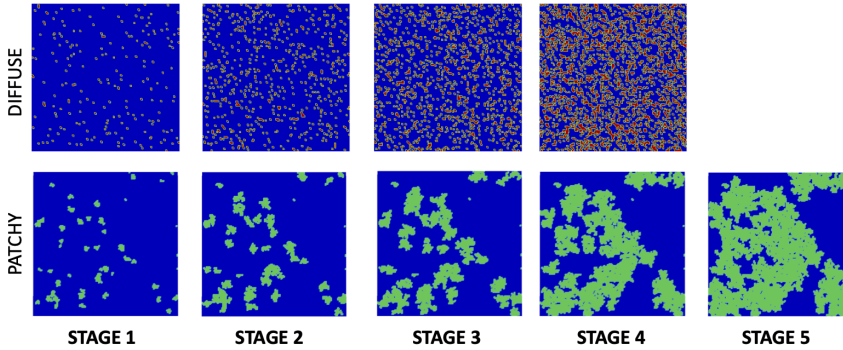 DIFFUSE
PATCHY
STAGE 1
STAGE 2
STAGE 3
STAGE 4
STAGE 5